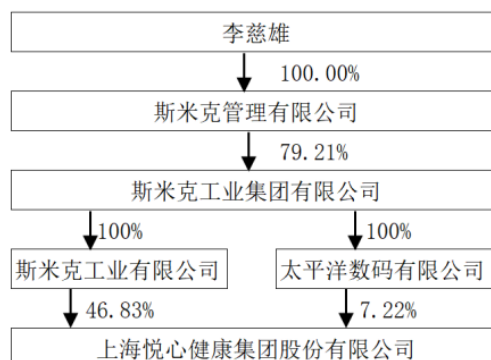 李慈雄
100.00%
斯米克管理有限公司
79.21%
斯米克工业集团有限公司
100% 100%
斯米克工业有限公司 太平洋数码有限公司
46.83% 7.22%
上海悦心健康集团股份有限公司